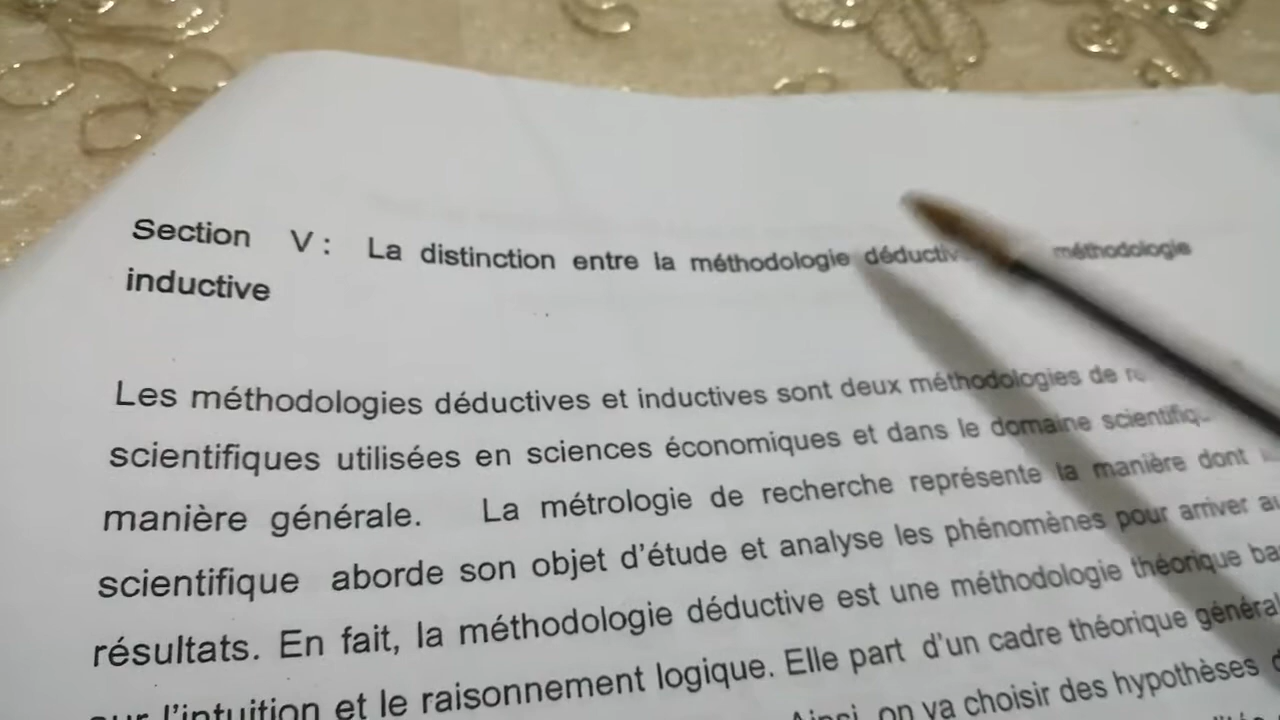 Section V : La distinction entre la méthodologie méthodologie
inductive
Les méthodologies déductives et inductives sont deux méthodologies de
scientifiques utilisées en sciences économiques et dans le domaine
manière générale. La métrologie de recherche représente la manière dont
scientifique aborde son objet d'étude et analyse les phénomènes pour arriver
résultats. En fait, la méthodologie déductive est une méthodologie théorique
l'intuition et le raisonnement logique. Elle part d'un cadre théorique général
Ainsi, on va choisir des hypothèses